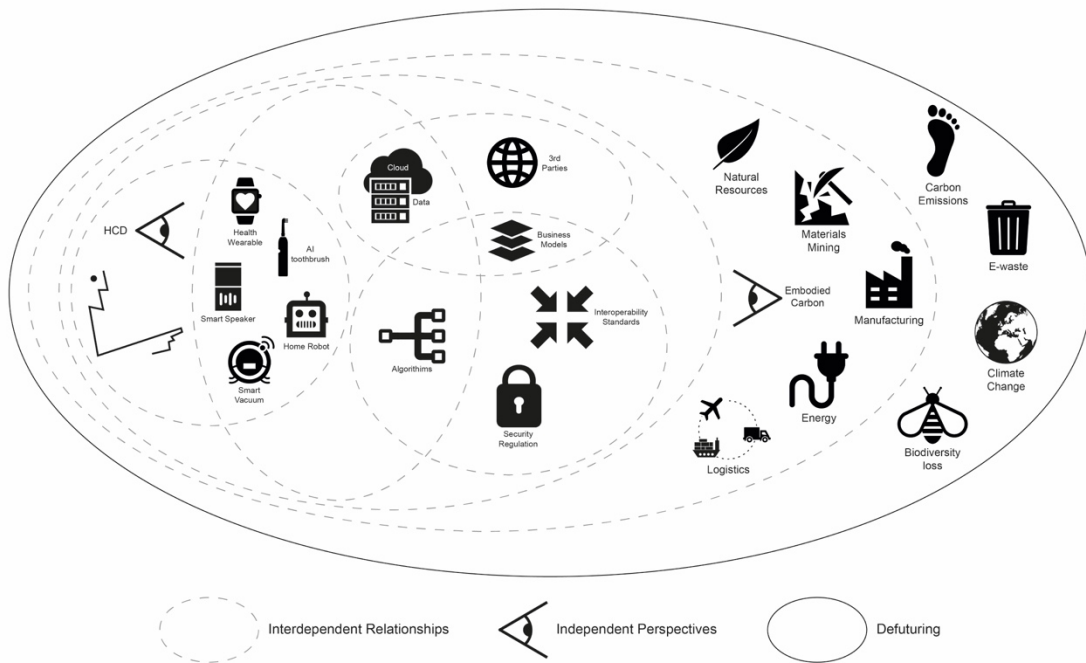 HCD
Health
Wearable
AI
toothbrush
Smart Speaker
Home Robot
Smart
Vacuum
Cloud
Data
3rd
Parties
Business
Models
Algorithims
Interoperability
Standards
Security
Regulation
Natural
Resources
Materials
Mining
Carbon
Emissions
E-waste
Embodied
Carbon
Manufacturing
Climate
Change
Energy
Logistics
Biodiversity
loss
Interdependent Relationships
Independent Perspectives
Defuturing